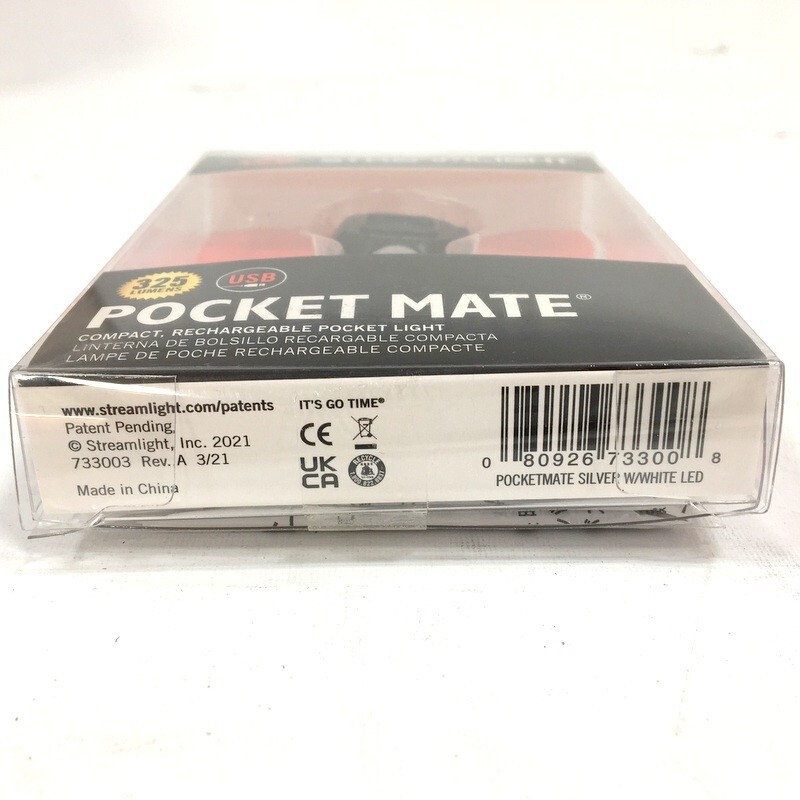 STREAMLIGHT
325
LUMENS
USB
POCKET MATE®
COMPACT, RECHARGEABLE POCKET LIGHT
LINTERNA DE BOLSILLO RECARGABLE COMPACTA
LAMPE DE POCHE RECHARGEABLE COMPACTE
www.streamlight.com/patents
Patent Pending.
© Streamlight, Inc. 2021
733003 Rev. A 3/21
Made in China
IT'S GO TIME®
CE
UK
CA
RECYCLE
0 80926 73300 8
POCKETMATE SILVER W/WHITE LED